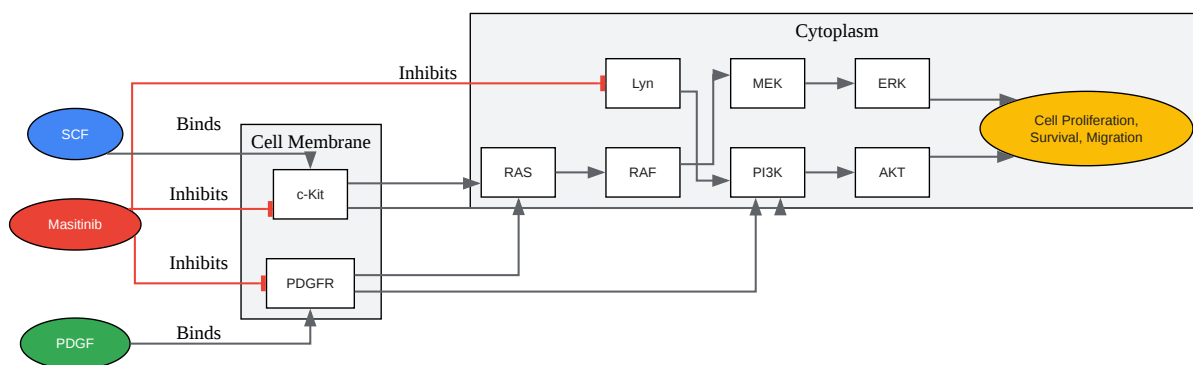 Cytoplasm
Inhibits
Lyn
MEK
ERK
SCF
Binds
Cell Membrane
Cell Proliferation,
Survival, Migration
c-Kit
RAS
RAF
PI3K
AKT
Masitinib
Inhibits
Inhibits
PDGFR
PDGF
Binds